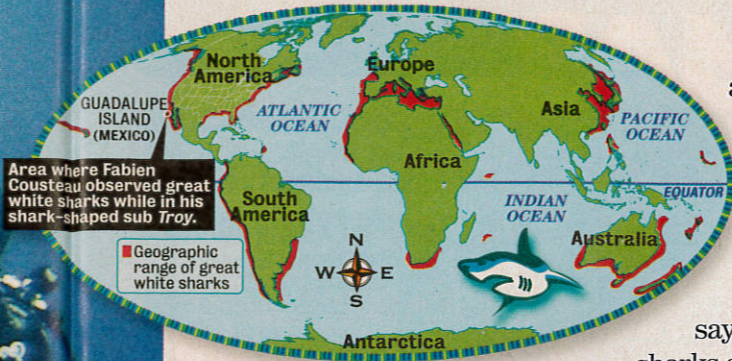 North
America
Europe
Asia
GUADALUPE
ISLAND
(MEXICO)
ATLANTIC
OCEAN
PACIFIC
OCEAN
Africa
Area where Fabien
Cousteau observed great
white sharks while in his
shark-shaped sub Troy.
South
America
EQUATOR
INDIAN
OCEAN
Australia
Geographic
range of great
white sharks
N
W
E
S
Antarctica
say